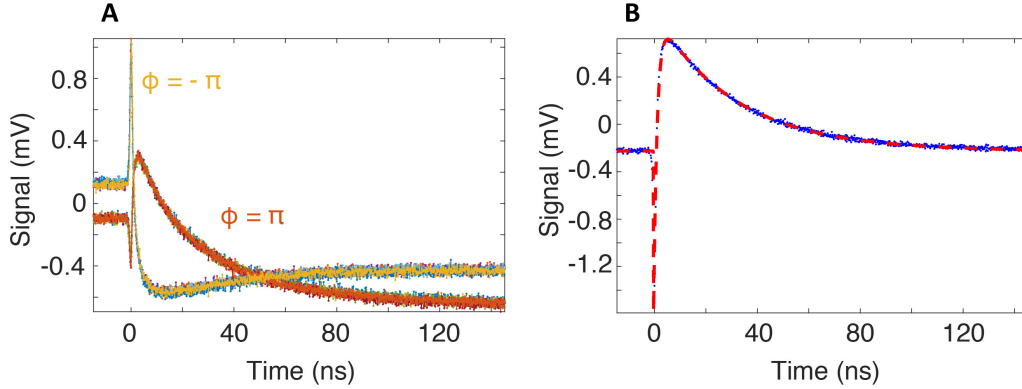 A
Signal (mV)
0.8
0.4
0
-0.4
ϕ = - π
ϕ = π
0
40
80
120
Time (ns)
B
Signal (mV)
0.4
0
-0.4
-0.8
-1.2
0
40
80
120
Time (ns)